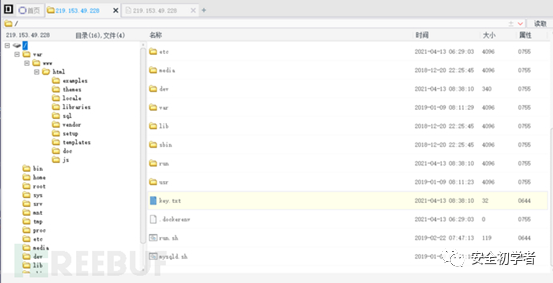 首页 219.153.49.228 219.153.49.228
/ 读取
219.153.49.228 目录(16),文件(4) 名称 时间 大小 属性
/
var
www
html
examples
themes
locale
libraries
sql
vendor
setup
templates
doc
js
bin
home
root
sys
srv
mnt
tmp
proc
etc
media
dev
lib
etc 2021-04-13 06:29:03 4096 0755
media 2018-12-20 22:25:45 4096 0755
dev 2021-04-13 08:38:10 340 0755
var 2019-01-09 08:11:29 4096 0755
lib 2018-12-20 22:25:45 4096 0755
sbin 2018-12-20 22:25:45 4096 0755
run 2021-04-13 08:38:10 4096 0755
usr 2019-01-09 08:11:23 4096 0755
key.txt 2021-04-13 08:38:10 32 0644
.dockerenv 2021-04-13 06:29:03 0 0755
run.sh 2019-02-22 07:47:13 119 0644
mysqld.sh
REEBUF
安全初学者